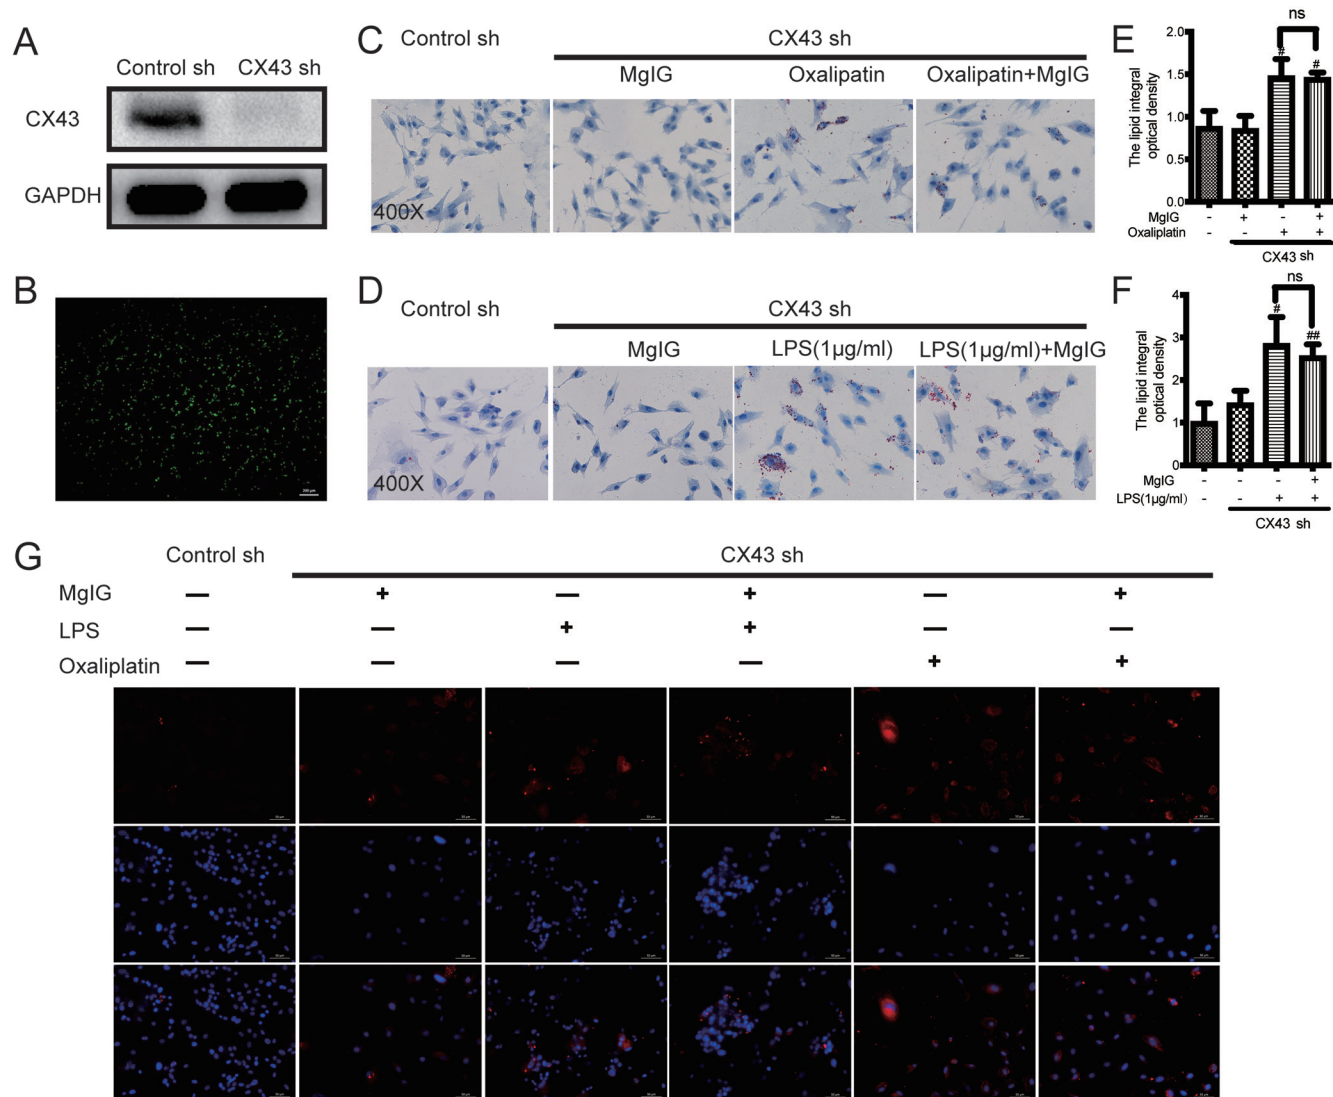 A
Control sh CX43 sh
CX43
GAPDH
B
C
Control sh
CX43 sh
MgIG Oxalipatin Oxalipatin+MgIG
400X
D
Control sh
CX43 sh
MgIG LPS(1μg/ml) LPS(1μg/ml)+MgIG
400X
E
ns
# #
The lipid integral
optical density
2.0
1.5
1.0
0.5
0.0
MgIG - + - +
Oxaliplatin - - + +
CX43 sh
F
ns
# ##
The lipid integral
optical density
4
3
2
1
0
MgIG - - - +
LPS(1μg/ml) - - + +
CX43 sh
G
Control sh CX43 sh
MgIG — + — + — +
LPS — — + + — —
Oxaliplatin — — — — + +